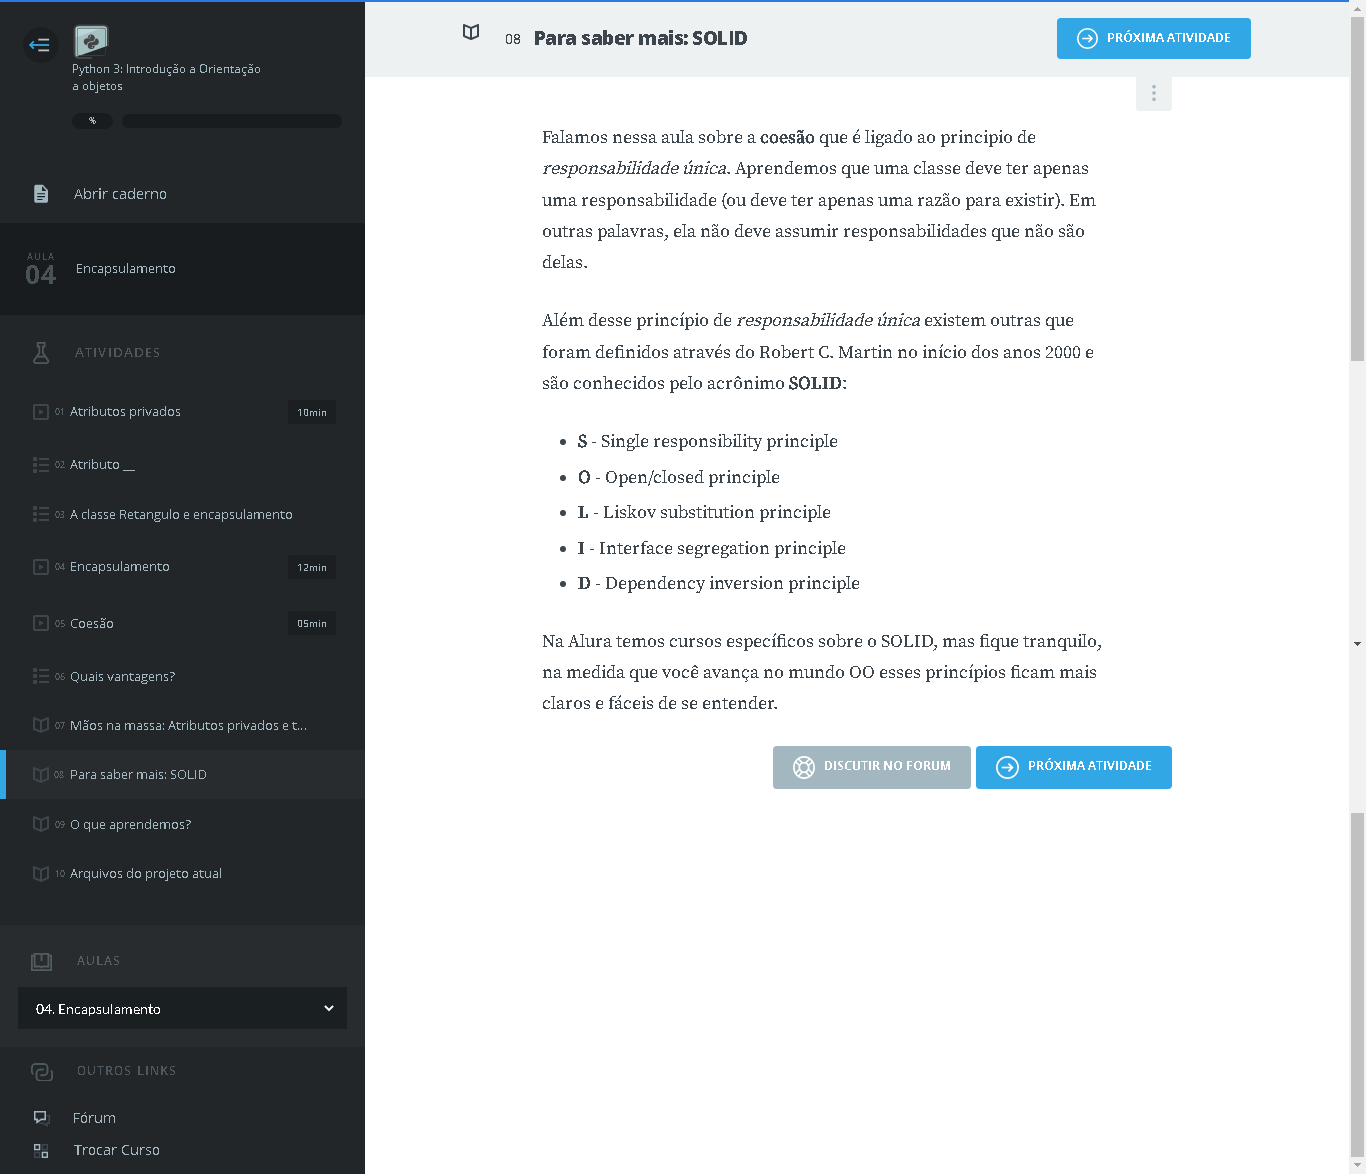 Python 3: Introdução a Orientação
a objetos
%
Abrir caderno
AULA
04
Encapsulamento
ATIVIDADES
01 Atributos privados 10min
02 Atributo __
03 A classe Retangulo e encapsulamento
04 Encapsulamento 12min
05 Coesão 05min
06 Quais vantagens?
07 Mãos na massa: Atributos privados e t...
08 Para saber mais: SOLID
09 O que aprendemos?
10 Arquivos do projeto atual
AULAS
04. Encapsulamento
OUTROS LINKS
Fórum
Trocar Curso
08 Para saber mais: SOLID
PRÓXIMA ATIVIDADE
Falamos nessa aula sobre a coesão que é ligado ao principio de
responsabilidade única. Aprendemos que uma classe deve ter apenas
uma responsabilidade (ou deve ter apenas uma razão para existir). Em
outras palavras, ela não deve assumir responsabilidades que não são
delas.
Além desse princípio de responsabilidade única existem outras que
foram definidos através do Robert C. Martin no início dos anos 2000 e
são conhecidos pelo acrônimo SOLID:
• S - Single responsibility principle
• O - Open/closed principle
• L - Liskov substitution principle
• I - Interface segregation principle
• D - Dependency inversion principle
Na Alura temos cursos específicos sobre o SOLID, mas fique tranquilo,
na medida que você avança no mundo OO esses princípios ficam mais
claros e fáceis de se entender.
DISCUTIR NO FORUM
PRÓXIMA ATIVIDADE